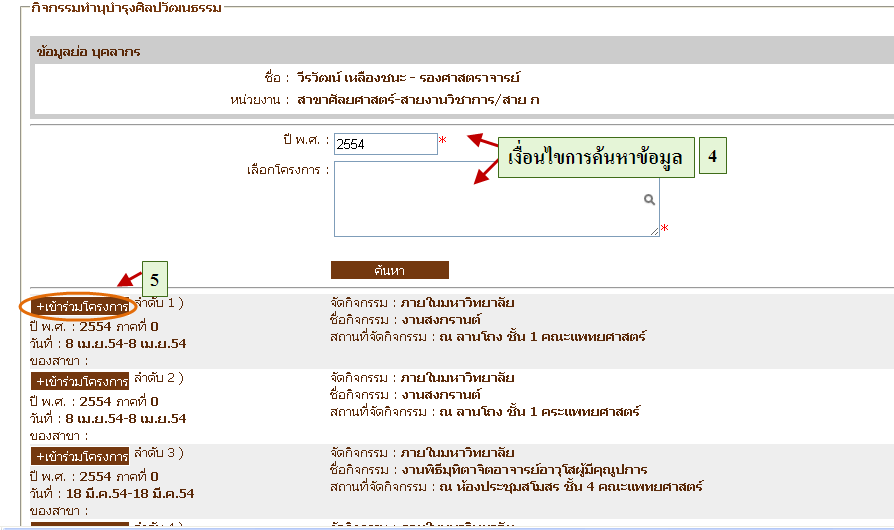 กิจกรรมทำนุบำรุงศิลปวัฒนธรรม
ข้อมูลย่อ บุคลากร
ชื่อ : วีรวัฒน์ เหลืองชนะ - รองศาสตราจารย์
หน่วยงาน : สาขาศัลยศาสตร์-สายงานวิชาการ/สาย ก
ปี พ.ศ. : 2554 *
เงื่อนไขการค้นหาข้อมูล 4
เลือกโครงการ :
*
ค้นหา
5
+เข้าร่วมโครงการ ลำดับ 1 ) จัดกิจกรรม : ภายในมหาวิทยาลัย
ชื่อกิจกรรม : งานสงกรานต์
ปี พ.ศ. : 2554 ภาคที่ 0 สถานที่จัดกิจกรรม : ณ ลานโถง ชั้น 1 คณะแพทยศาสตร์
วันที่ : 8 เม.ย.54-8 เม.ย.54
ของสาขา :
+เข้าร่วมโครงการ ลำดับ 2 ) จัดกิจกรรม : ภายในมหาวิทยาลัย
ชื่อกิจกรรม : งานสงกรานต์
ปี พ.ศ. : 2554 ภาคที่ 0 สถานที่จัดกิจกรรม : ณ ลานโถง ชั้น 1 คระแพทยศาสตร์
วันที่ : 8 เม.ย.54-8 เม.ย.54
ของสาขา :
+เข้าร่วมโครงการ ลำดับ 3 ) จัดกิจกรรม : ภายในมหาวิทยาลัย
ชื่อกิจกรรม : งานพิธีมุทิตาจิตอาจารย์อาวุโสผู้มีคุณูปการ
ปี พ.ศ. : 2554 ภาคที่ 0 สถานที่จัดกิจกรรม : ณ ห้องประชุมสโมสร ชั้น 4 คณะแพทยศาสตร์
วันที่ : 18 มี.ค.54-18 มี.ค.54
ของสาขา :